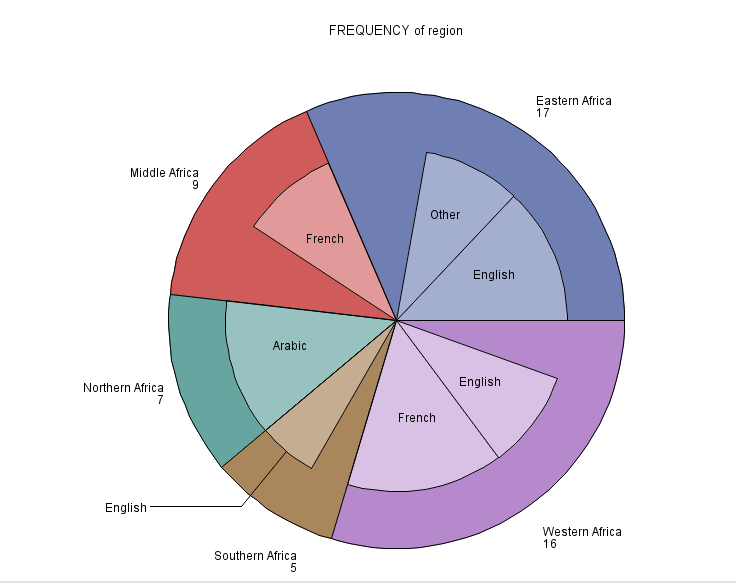 FREQUENCY of region
Eastern Africa
17
Middle Africa
9
Other
French
English
Arabic
English
French
Northern Africa
7
English
Western Africa
16
Southern Africa
5